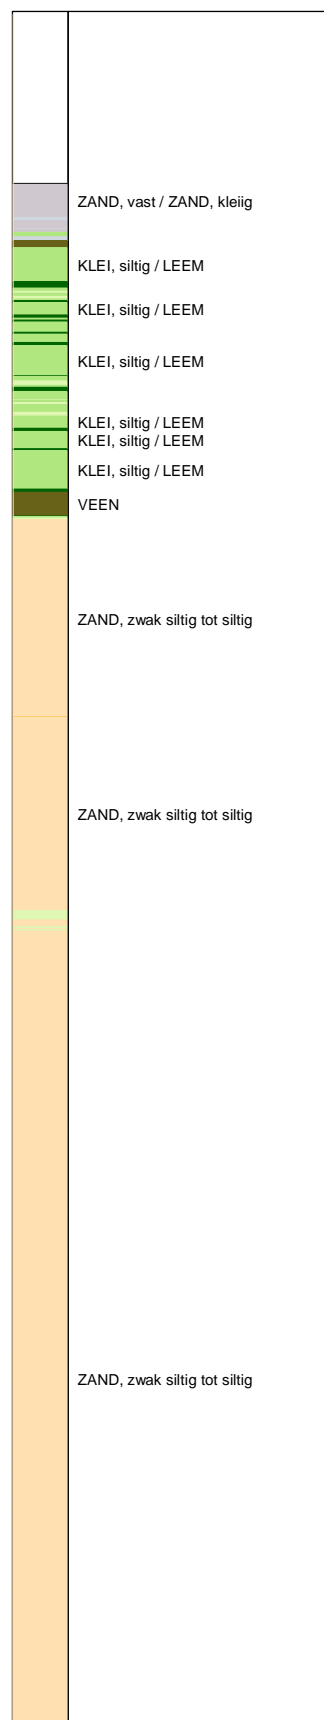 ZAND, vast / ZAND, kleiig
KLEI, siltig / LEEM
KLEI, siltig / LEEM
KLEI, siltig / LEEM
KLEI, siltig / LEEM
KLEI, siltig / LEEM
KLEI, siltig / LEEM
VEEN
ZAND, zwak siltig tot siltig
ZAND, zwak siltig tot siltig
ZAND, zwak siltig tot siltig